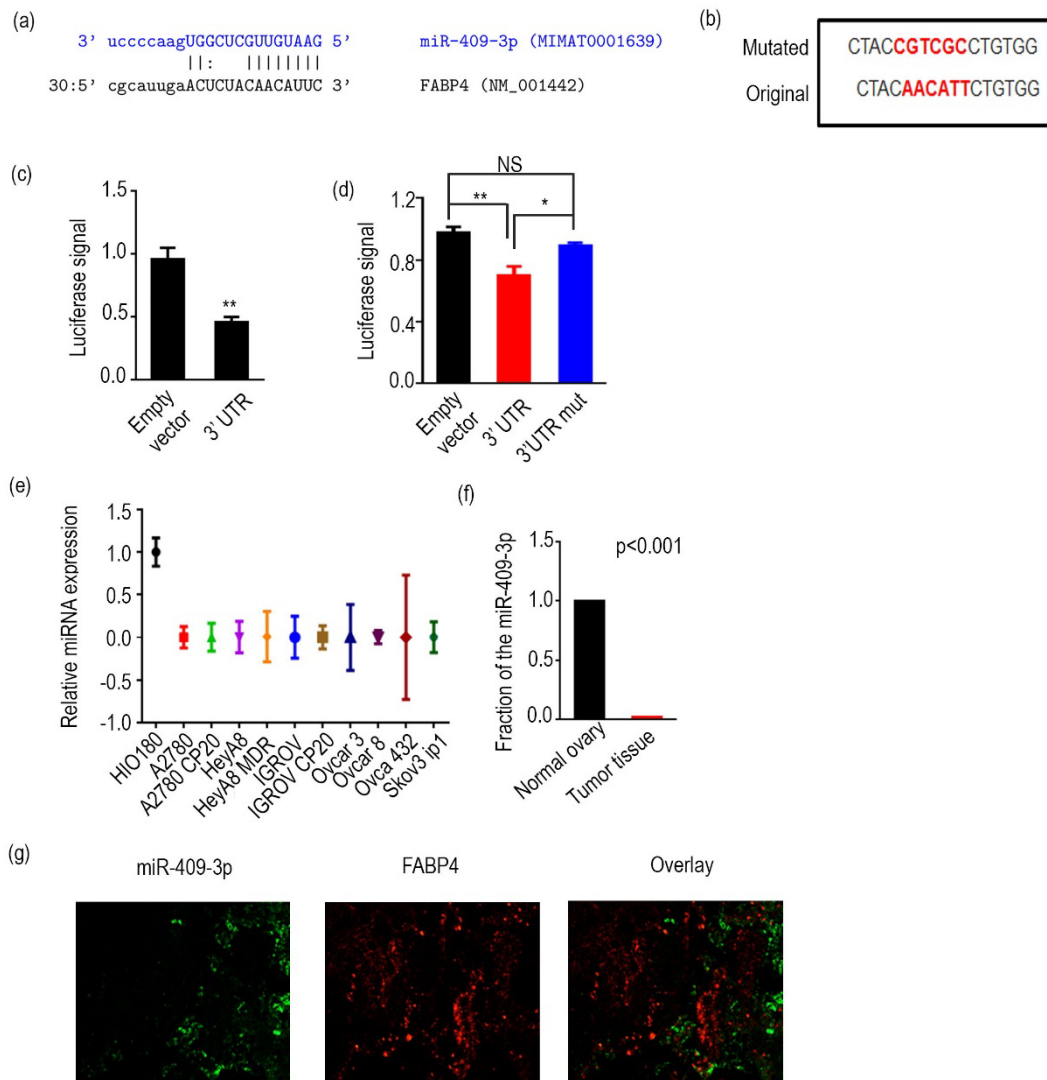 (a)
3' uccccaagUGGCUCGUUGUAAG 5' miR-409-3p (MIMAT0001639)
||: ||||||||
30:5' cgcauugaACUCUACAACAUUC 3' FABP4 (NM_001442)
(b)
Mutated CTACCGTCGCCTGTGG
Original CTACAACATTCTGTGG
(c)
Luciferase signal
1.5
1.0
0.5
0.0
**
Empty vector
3' UTR
(d)
Luciferase signal
1.2
0.8
0.4
0.0
NS
** *
Empty vector
3' UTR
3'UTR mut
(e)
Relative miRNA expression
1.5
1.0
0.5
0.0
-0.5
-1.0
HIO180
A2780
A2780 CP20
HeyA8
HeyA8 MDR
IGROV
IGROV CP20
Ovcar 3
Ovcar 8
Ovca 432
Skov3 ip1
(f)
Fraction of the miR-409-3p
1.5
1.0
0.5
0.0
p<0.001
Normal ovary
Tumor tissue
(g)
miR-409-3p FABP4 Overlay